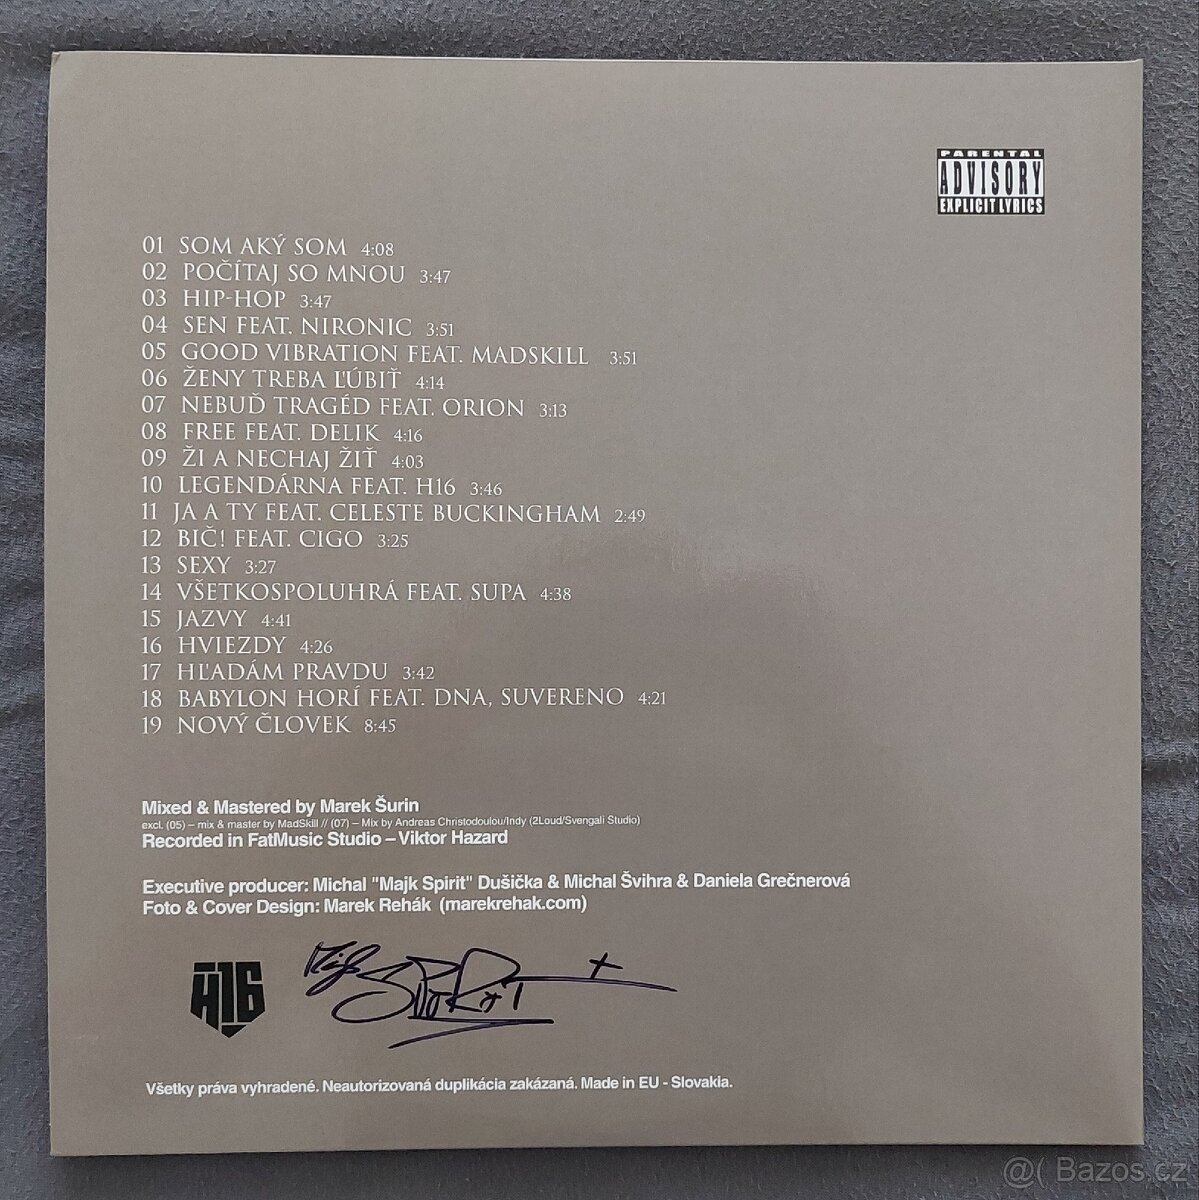 PARENTAL
ADVISORY
EXPLICIT LYRICS
01 SOM AKÝ SOM 4:08
02 POČÍTAJ SO MNOU 3:47
03 HIP-HOP 3:47
04 SEN FEAT. NIRONIC 3:51
05 GOOD VIBRATION FEAT. MADSKILL 3:51
06 ŽENY TREBA ĽÚBIŤ 4:14
07 NEBUĎ TRAGÉD FEAT. ORION 3:13
08 FREE FEAT. DELIK 4:16
09 ŽI A NECHAJ ŽIŤ 4:03
10 LEGENDÁRNA FEAT. H16 3:46
11 JA A TY FEAT. CELESTE BUCKINGHAM 2:49
12 BIČ! FEAT. CIGO 3:25
13 SEXY 3:27
14 VŠETKOSPOLUHRÁ FEAT. SUPA 4:38
15 JAZVY 4:41
16 HVIEZDY 4:26
17 HĽADÁM PRAVDU 3:42
18 BABYLON HORÍ FEAT. DNA, SUVERENO 4:21
19 NOVÝ ČLOVEK 8:45
Mixed & Mastered by Marek Šurin
excl. (05) – mix & master by MadSkill // (07) – Mix by Andreas Christodoulou/Indy (2Loud/Svengali Studio)
Recorded in FatMusic Studio – Viktor Hazard
Executive producer: Michal "Majk Spirit" Dušička & Michal Švihra & Daniela Grečnerová
Foto & Cover Design: Marek Rehák (marekrehak.com)
H16
Všetky práva vyhradené. Neautorizovaná duplikácia zakázaná. Made in EU - Slovakia.
@( Bazos.cz